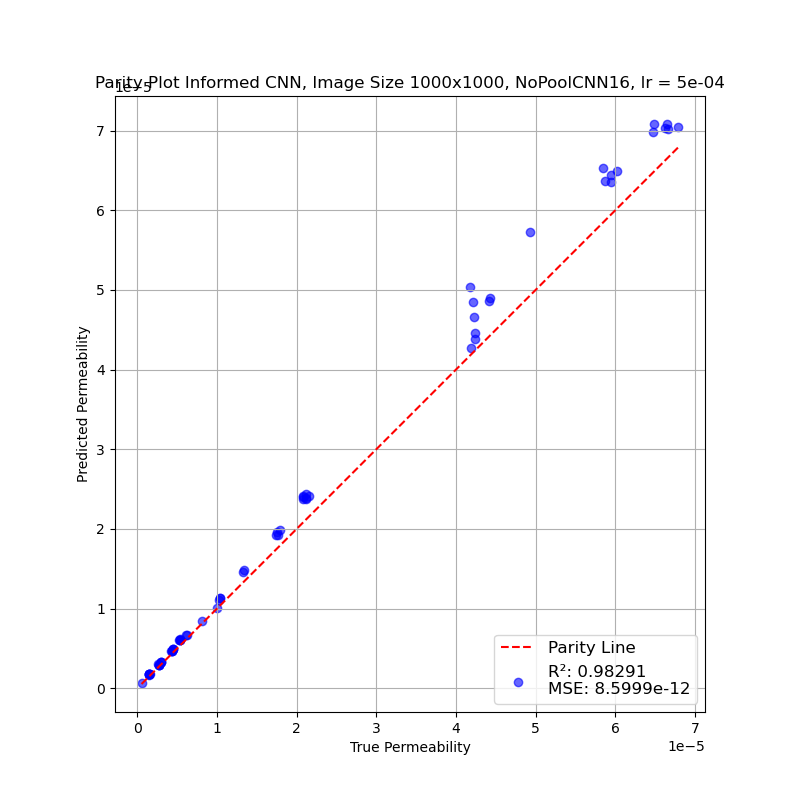 Parity Plot Informed CNN, Image Size 1000x1000, NoPoolCNN16, lr = 5e-04
1e−5
7
6
5
4
3
2
1
0
Predicted Permeability
Parity Line
R²: 0.98291
MSE: 8.5999e-12
0 1 2 3 4 5 6 7
True Permeability
1e−5